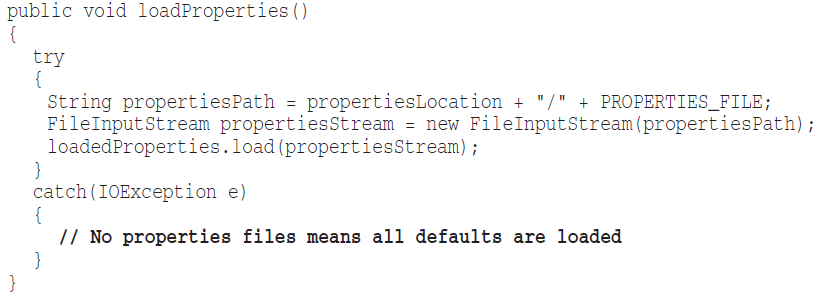 public void loadProperties()
{
  try
  {
    String propertiesPath = propertiesLocation + "/" + PROPERTIES_FILE;
    FileInputStream propertiesStream = new FileInputStream(propertiesPath);
    loadedProperties.load(propertiesStream);
  }
  catch(IOException e)
  {
    // No properties files means all defaults are loaded
  }
}